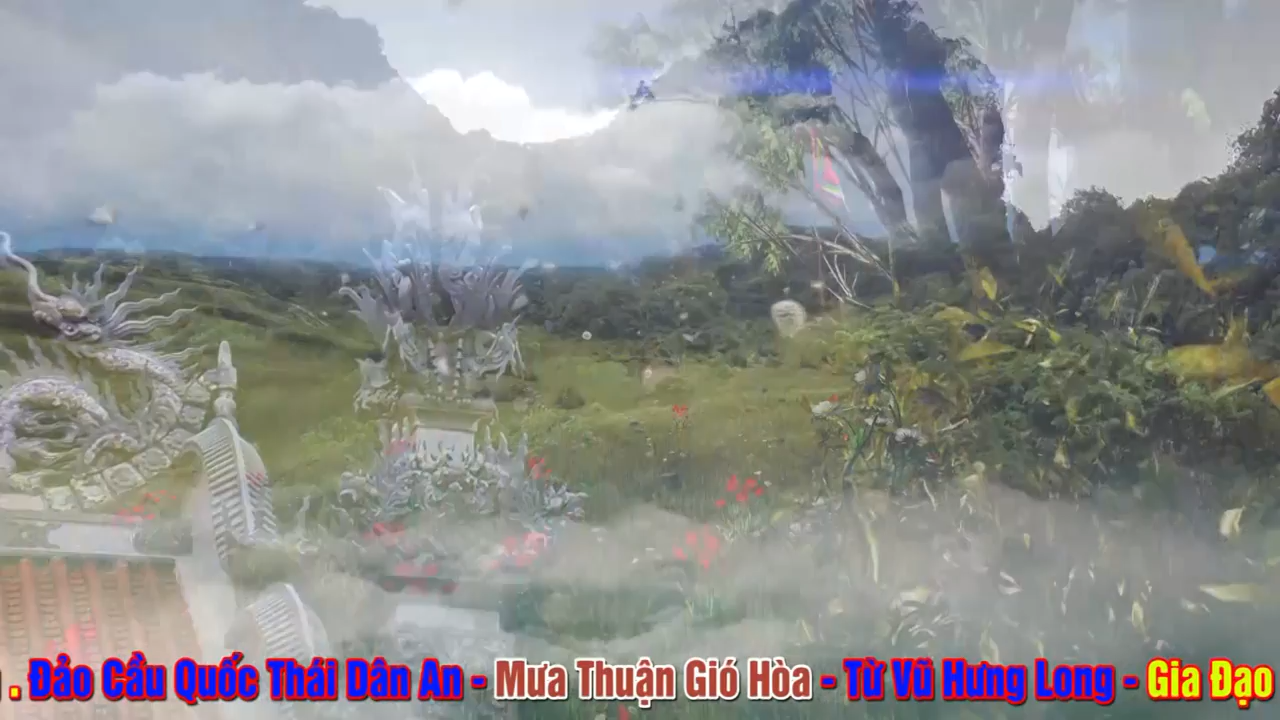 . Đảo Cầu Quốc Thái Dân An - Mưa Thuận Gió Hòa - Từ Vũ Hưng Long - Gia Đạo